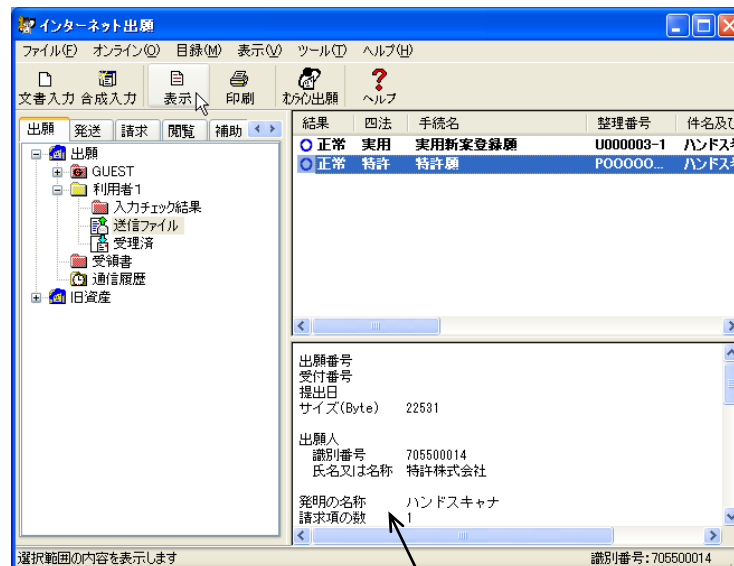 インターネット出願
ファイル(F) オンライン(O) 目録(M) 表示(V) ツール(T) ヘルプ(H)
文書入力 合成入力 表示 印刷 オンライン出願 ヘルプ
出願 発送 請求 閲覧 補助
出願
GUEST
利用者1
入力チェック結果
送信ファイル
受理済
受領書
通信履歴
旧資産
結果 四法 手続名 整理番号 件名及び
正常 実用 実用新案登録願 U000003-1 ハンドスキ
正常 特許 特許願 POOOOO... ハンドスキ
出願番号
受付番号
提出日
サイズ(Byte) 22531
出願人
識別番号 705500014
氏名又は名称 特許株式会社
発明の名称 ハンドスキャナ
請求項の数 1
選択範囲の内容を表示します 識別番号:705500014